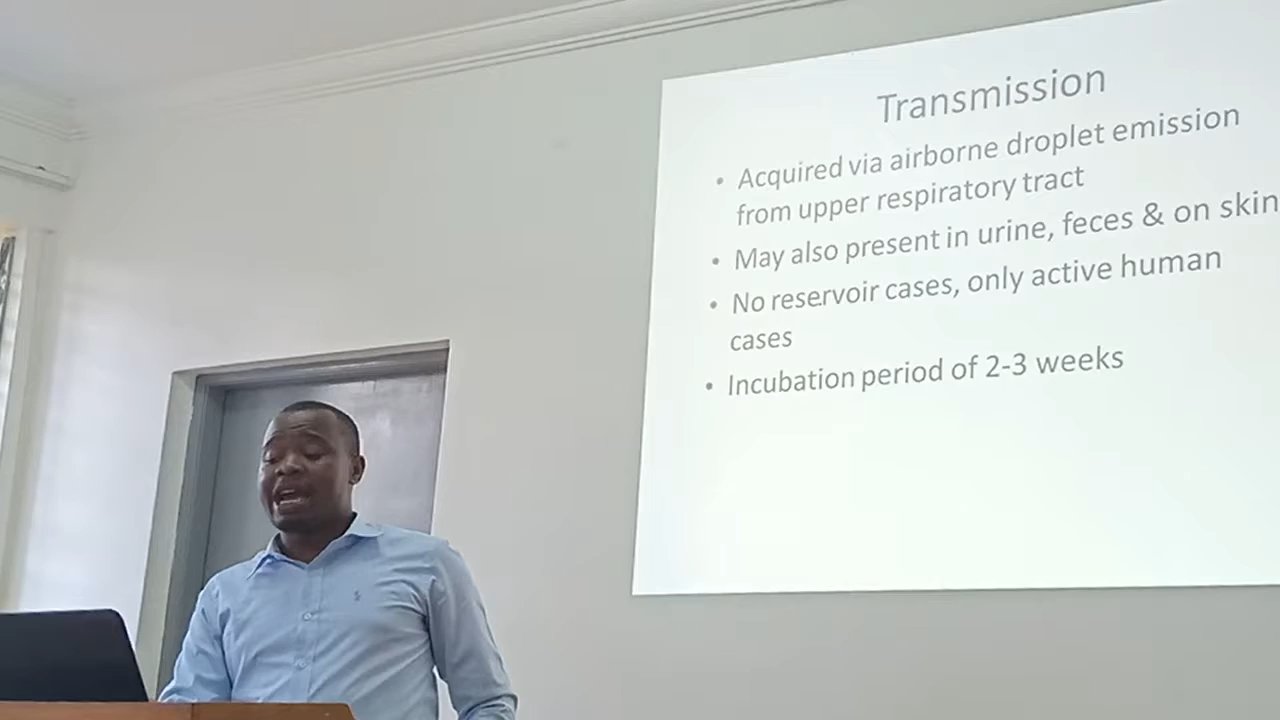 Transmission
• Acquired via airborne droplet emission
from upper respiratory tract
• May also present in urine, feces & on skin
• No reservoir cases, only active human
cases
• Incubation period of 2-3 weeks